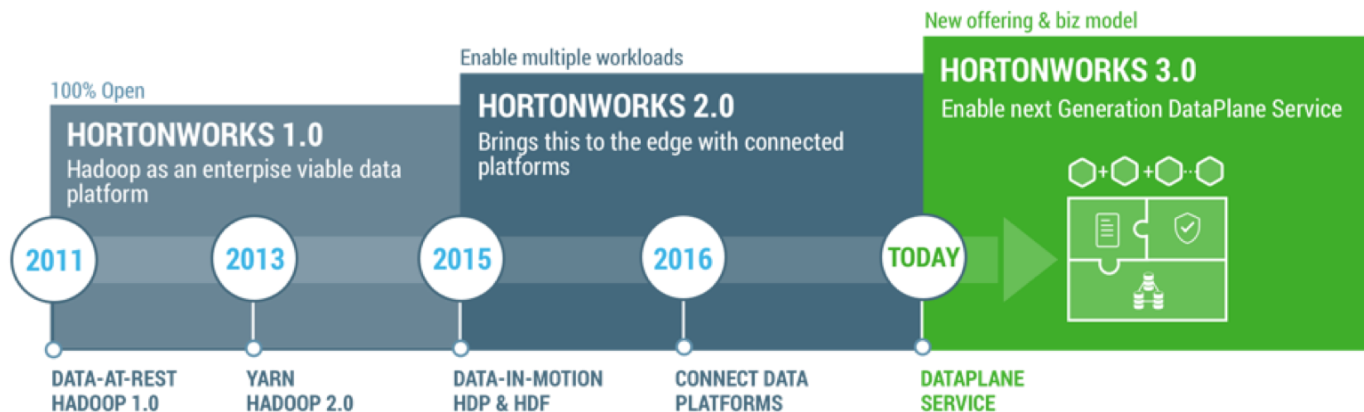 New offering & biz model
Enable multiple workloads
100% Open
HORTONWORKS 1.0
Hadoop as an enterpise viable data
platform
HORTONWORKS 2.0
Brings this to the edge with connected
platforms
HORTONWORKS 3.0
Enable next Generation DataPlane Service
2011
2013
2015
2016
TODAY
DATA-AT-REST
HADOOP 1.0
YARN
HADOOP 2.0
DATA-IN-MOTION
HDP & HDF
CONNECT DATA
PLATFORMS
DATAPLANE
SERVICE